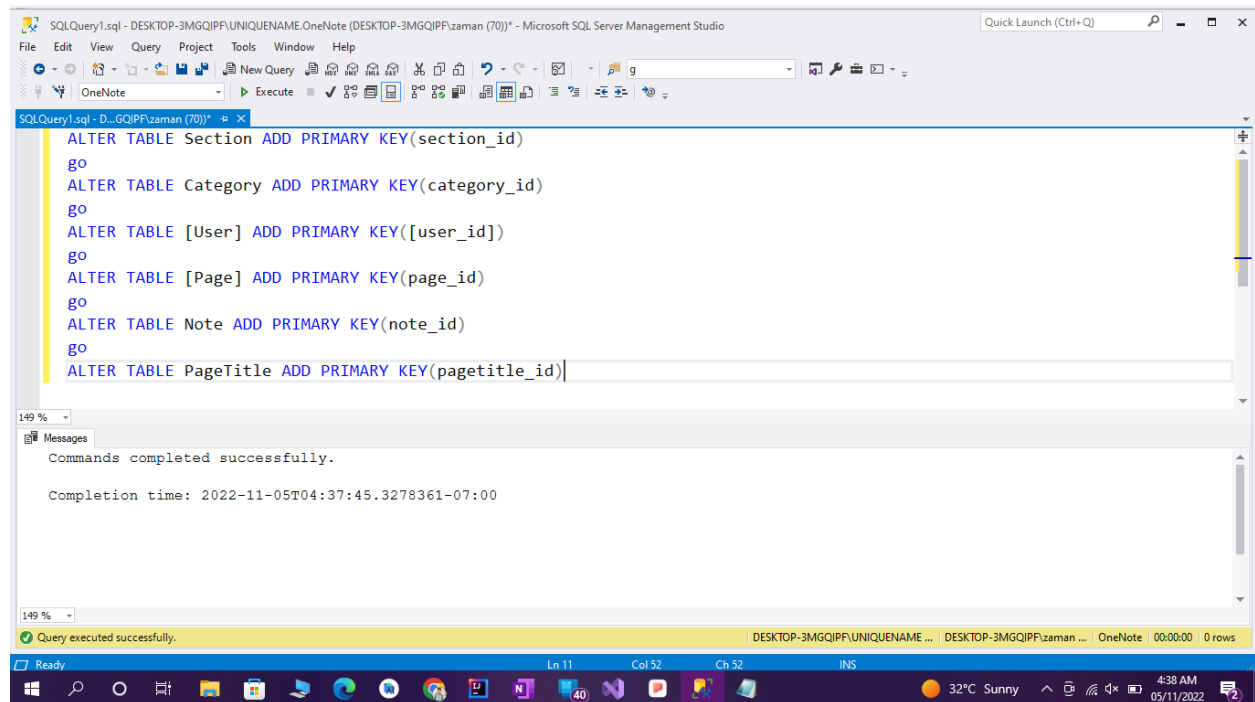 SQLQuery1.sql - DESKTOP-3MGQIPF\UNIQUENAME.OneNote (DESKTOP-3MGQIPF\zaman (70))* - Microsoft SQL Server Management Studio
Quick Launch (Ctrl+Q)
File Edit View Query Project Tools Window Help
New Query MDX DMX XMLA DAX g
OneNote Execute
SQLQuery1.sql - D...GQIPF\zaman (70))*
ALTER TABLE Section ADD PRIMARY KEY(section_id)
go
ALTER TABLE Category ADD PRIMARY KEY(category_id)
go
ALTER TABLE [User] ADD PRIMARY KEY([user_id])
go
ALTER TABLE [Page] ADD PRIMARY KEY(page_id)
go
ALTER TABLE Note ADD PRIMARY KEY(note_id)
go
ALTER TABLE PageTitle ADD PRIMARY KEY(pagetitle_id)
149 %
Messages
Commands completed successfully.
Completion time: 2022-11-05T04:37:45.3278361-07:00
149 %
Query executed successfully. DESKTOP-3MGQIPF\UNIQUENAME ... DESKTOP-3MGQIPF\zaman ... OneNote 00:00:00 0 rows
Ready Ln 11 Col 52 Ch 52 INS
40 32°C Sunny 4:38 AM
05/11/2022 2